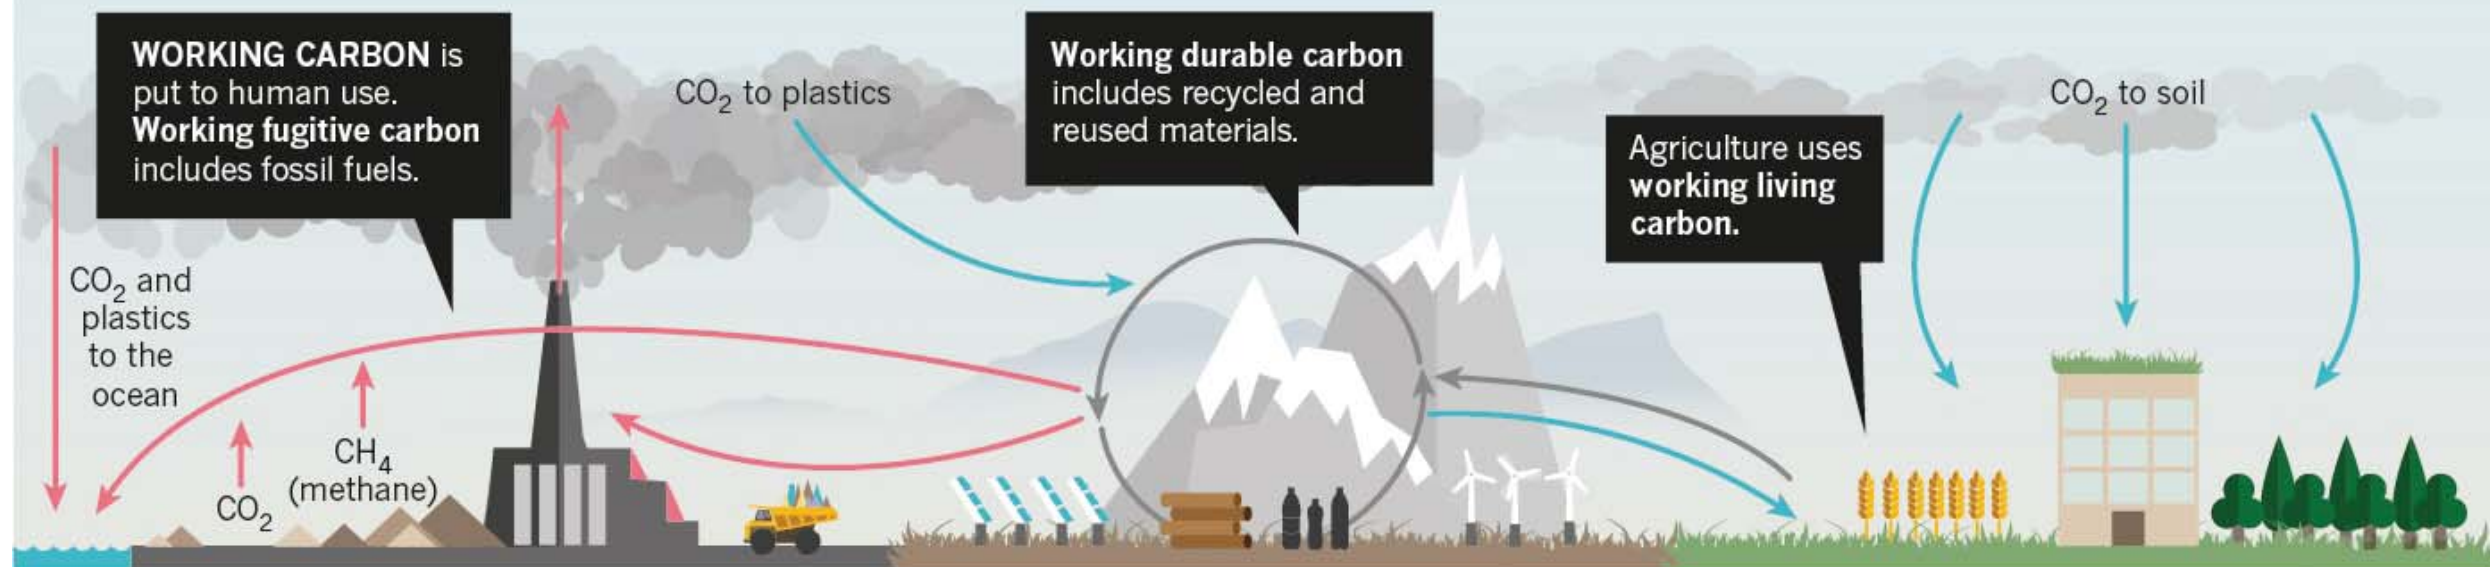 WORKING CARBON is
put to human use.
Working fugitive carbon
includes fossil fuels.
CO₂ to plastics
Working durable carbon
includes recycled and
reused materials.
Agriculture uses
working living
carbon.
CO₂ to soil
CO₂ and
plastics
to the
ocean
CO₂
CH₄
(methane)